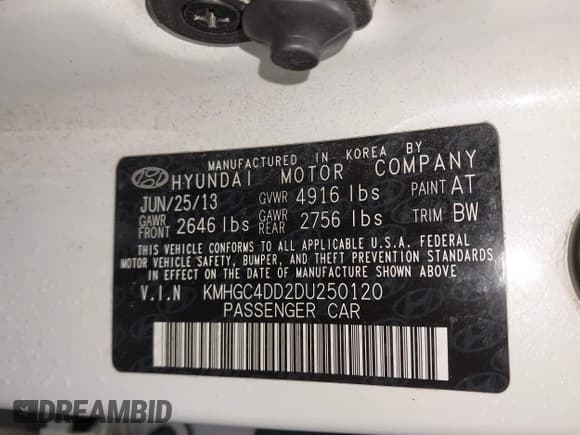 MANUFACTURED IN KOREA BY
HYUNDAI MOTOR COMPANY
JUN/25/13 GVWR 4916 lbs PAINT AT
GAWR FRONT 2646 lbs GAWR REAR 2756 lbs TRIM BW
THIS VEHICLE CONFORMS TO ALL APPLICABLE U.S.A. FEDERAL
MOTOR VEHICLE SAFETY, BUMPER, AND THEFT PREVENTION STANDARDS
IN EFFECT ON THE DATE OF MANUFACTURE SHOWN ABOVE
V.I.N KMHGC4DD2DU250120
PASSENGER CAR
DREAMBID